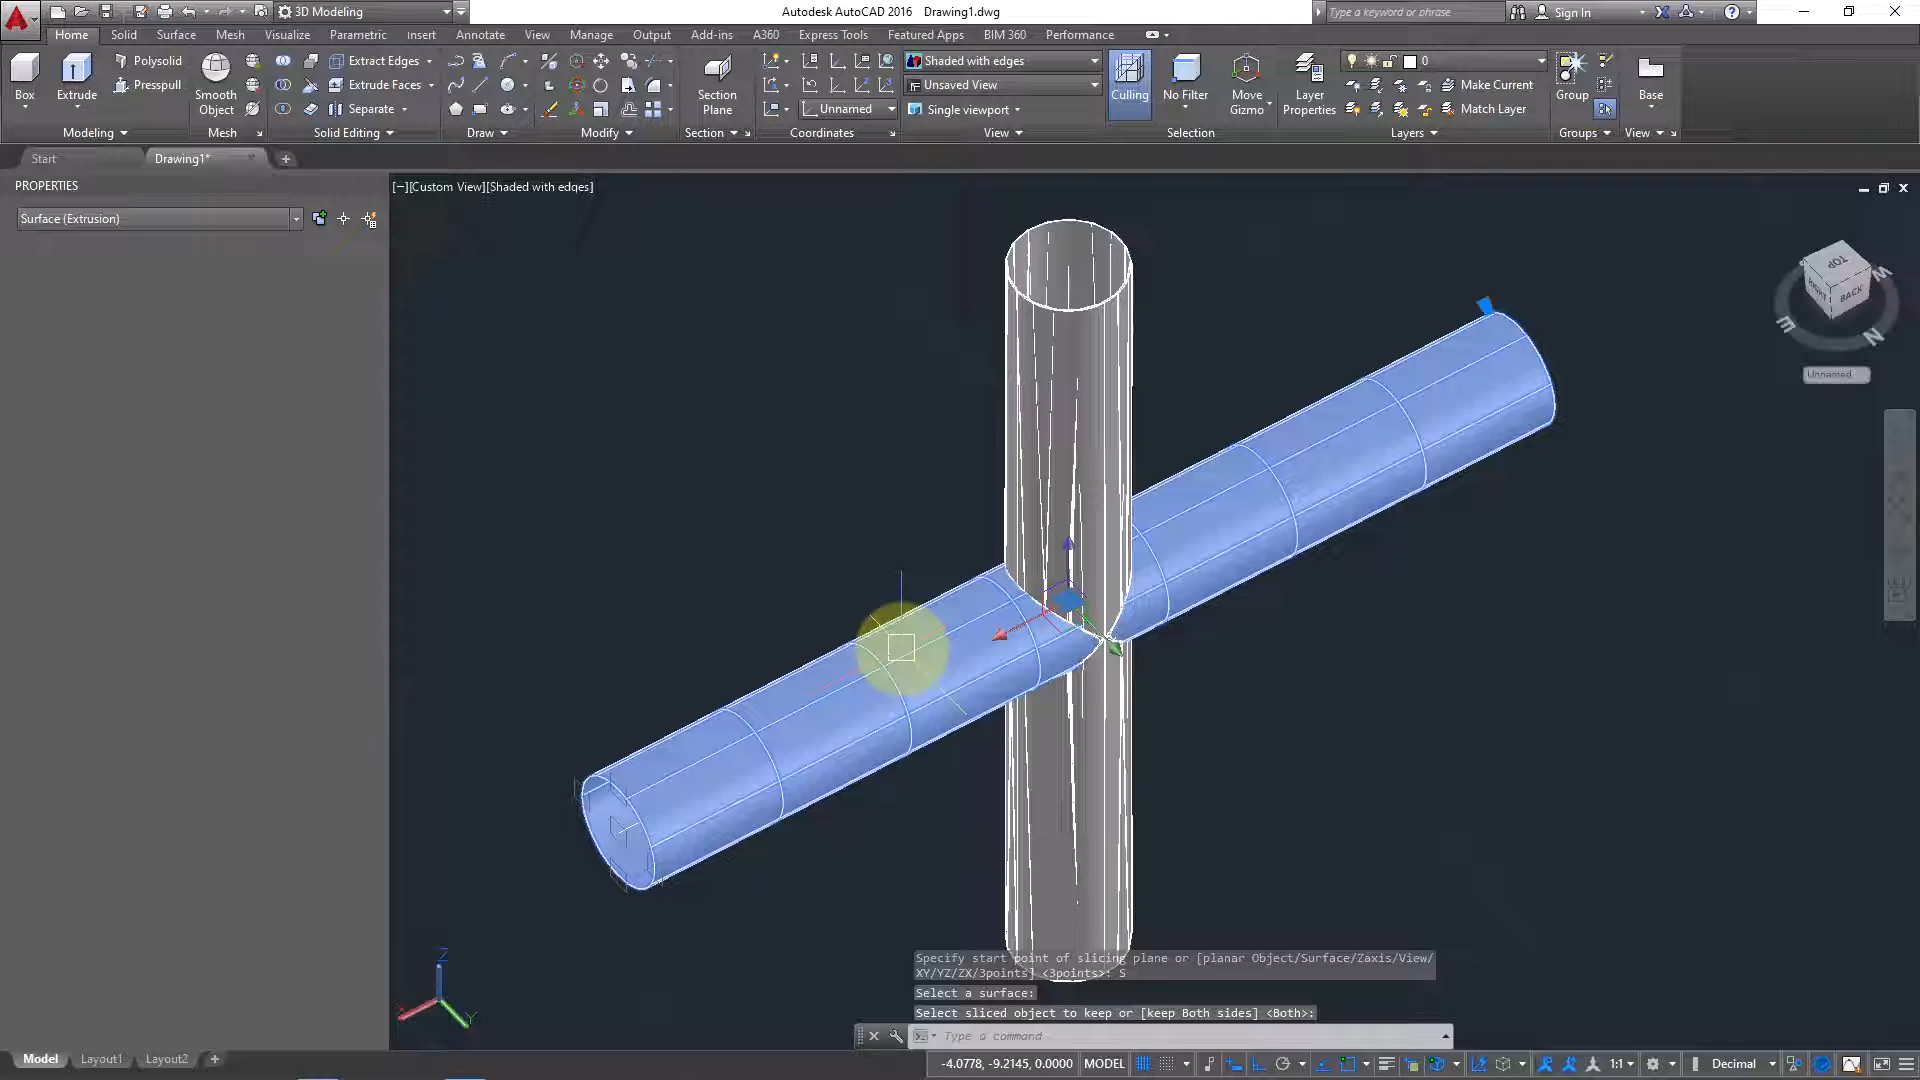 3D Modeling
Autodesk AutoCAD 2016 Drawing1.dwg
Type a keyword or phrase
Sign In
Home Solid Surface Mesh Visualize Parametric Insert Annotate View Manage Output Add-ins A360 Express Tools Featured Apps BIM 360 Performance
Box
Extrude
Polysolid
Presspull
Smooth
Object
Extract Edges
Extrude Faces
Separate
Section
Plane
Unnamed
Shaded with edges
Unsaved View
Single viewport
Culling
No Filter
Move
Gizmo
Layer
Properties
0
Make Current
Match Layer
Group
Base
Modeling
Mesh
Solid Editing
Draw
Modify
Section
Coordinates
View
Selection
Layers
Groups
View
Start
Drawing1*
PROPERTIES
Surface (Extrusion)
[−][Custom View][Shaded with edges]
TOP
RIGHT
BACK
W
E
N
Unnamed
Z
X
Y
Specify start point of slicing plane or [planar Object/Surface/Zaxis/View/
XY/YZ/ZX/3points] <3points>: S
Select a surface:
Select sliced object to keep or [keep Both sides] <Both>:
Type a command
Model Layout1 Layout2
-4.0778, -9.2145, 0.0000 MODEL
1:1
Decimal